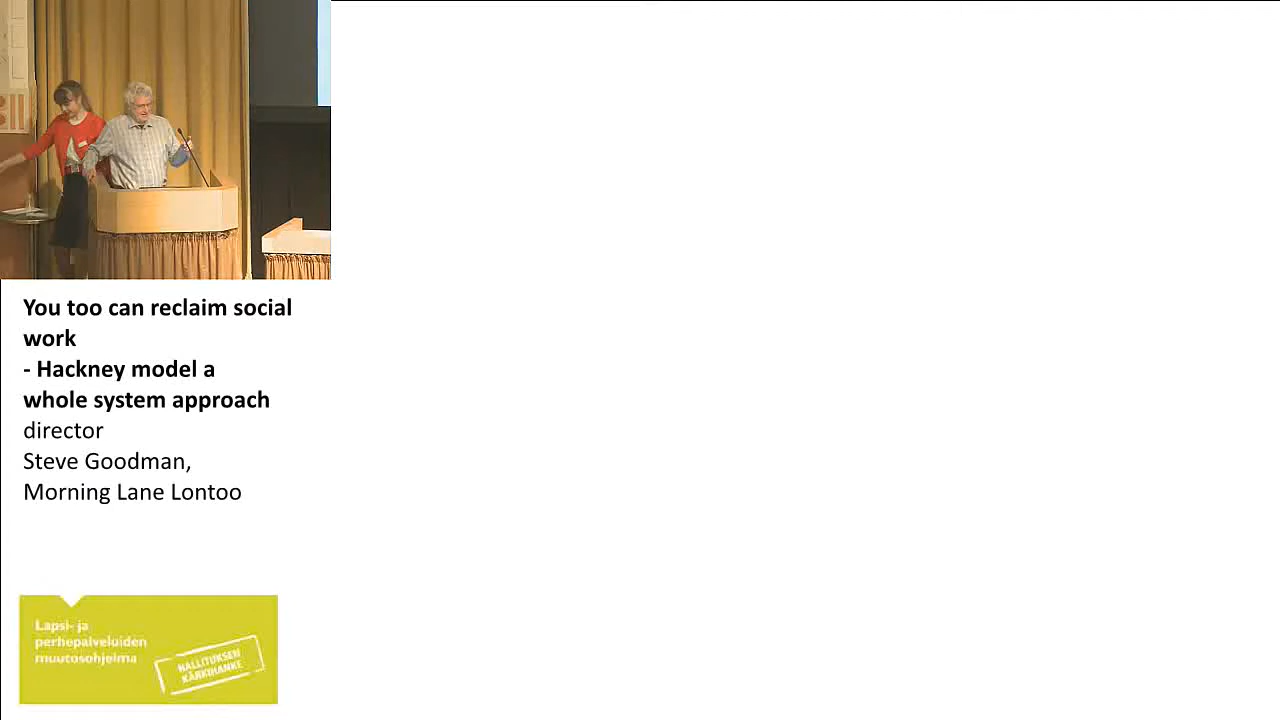 You too can reclaim social
work
- Hackney model a
whole system approach
director
Steve Goodman,
Morning Lane Lontoo
Lapsi- ja
perhepalveluiden
muutosohjelma
HALLITUKSEN
KÄRKIHANKE